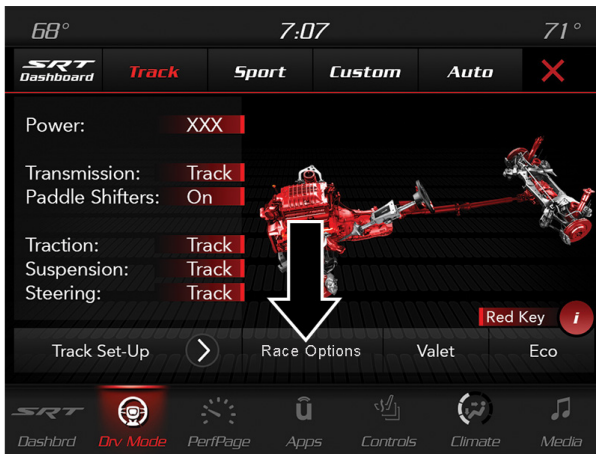 68° 7:07 71°
SRT Dashboard Track Sport Custom Auto
Power: XXX
Transmission: Track
Paddle Shifters: On
Traction: Track
Suspension: Track
Steering: Track
Red Key i
Track Set-Up Race Options Valet Eco
SRT û
Dashbrd Drv Mode PerfPage Apps Controls Climate Media